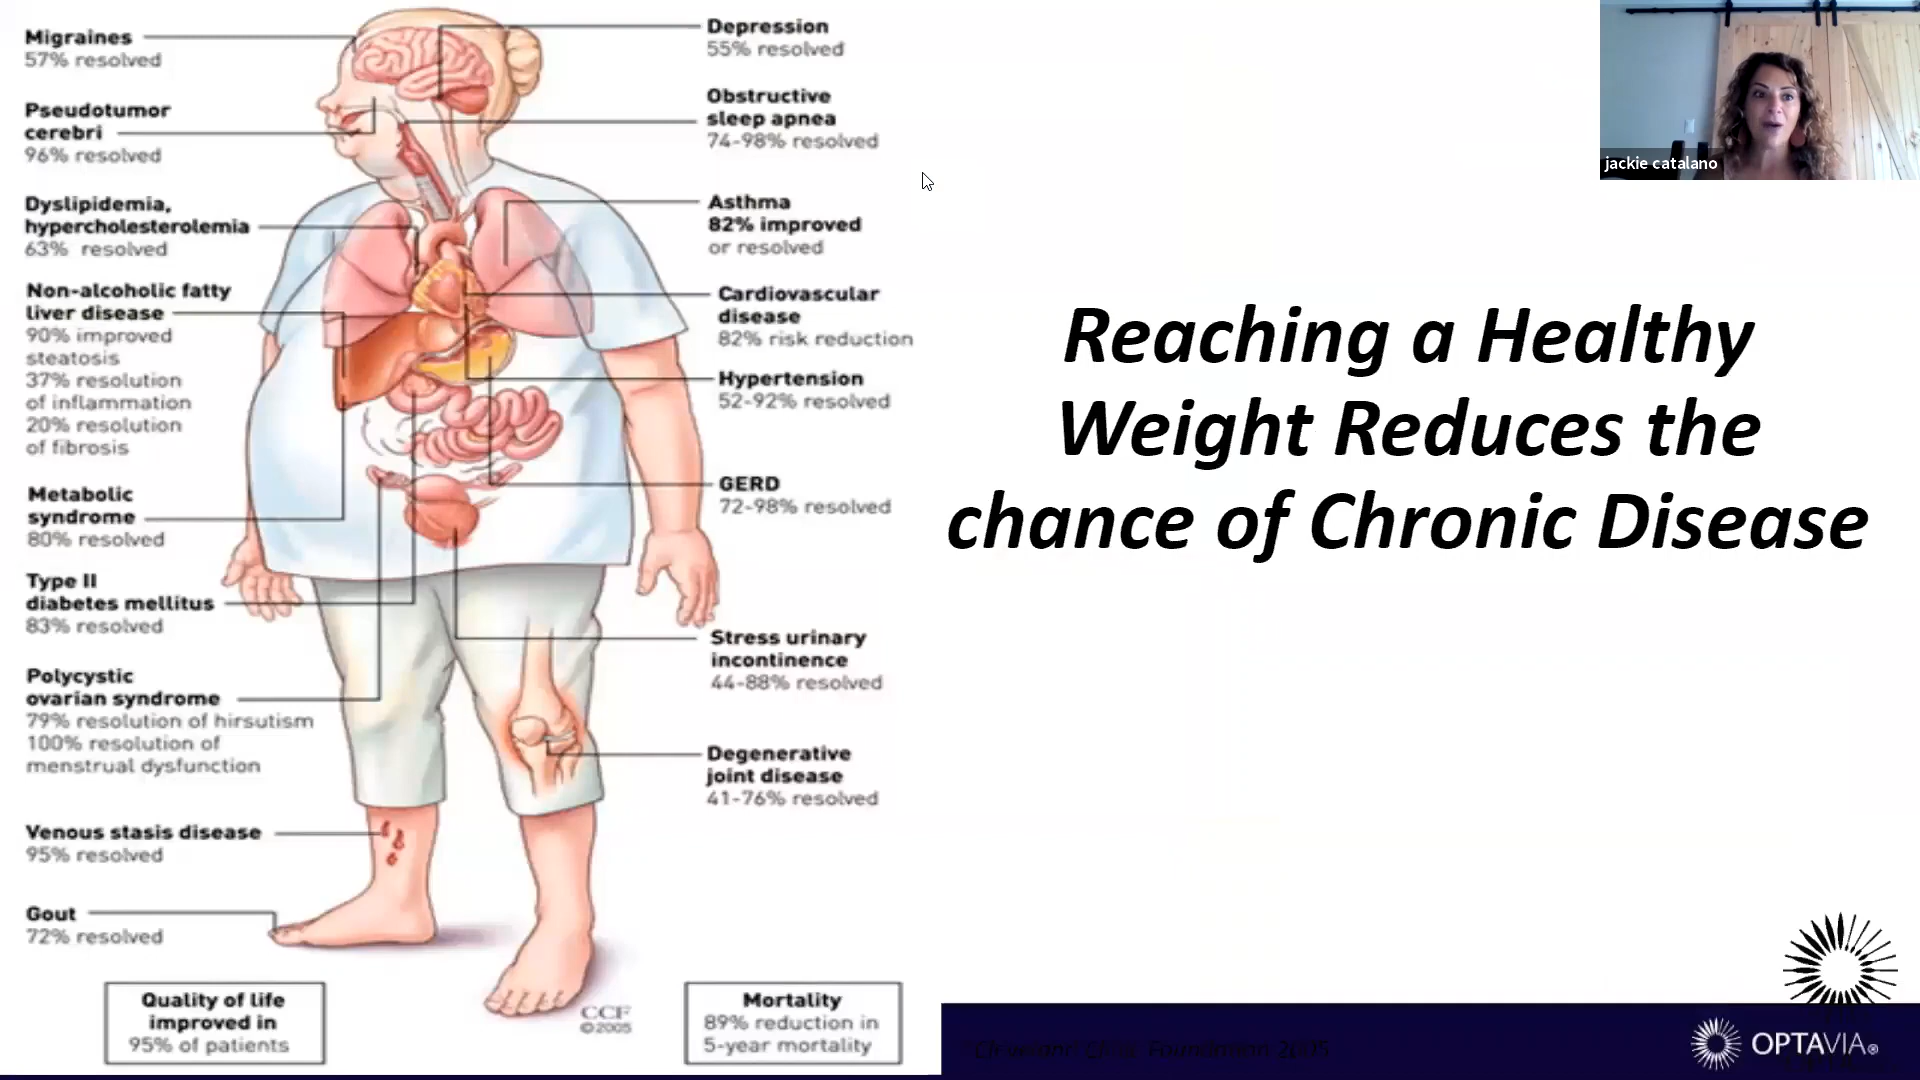 Migraines
57% resolved
Pseudotumor
cerebri
96% resolved
Dyslipidemia,
hypercholesterolemia
63% resolved
Non-alcoholic fatty
liver disease
90% improved
steatosis
37% resolution
of inflammation
20% resolution
of fibrosis
Metabolic
syndrome
80% resolved
Type II
diabetes mellitus
83% resolved
Polycystic
ovarian syndrome
79% resolution of hirsutism
100% resolution of
menstrual dysfunction
Venous stasis disease
95% resolved
Gout
72% resolved
Quality of life
improved in
95% of patients
Depression
55% resolved
Obstructive
sleep apnea
74-98% resolved
Asthma
82% improved
or resolved
Cardiovascular
disease
82% risk reduction
Hypertension
52-92% resolved
GERD
72-98% resolved
Stress urinary
incontinence
44-88% resolved
Degenerative
joint disease
41-76% resolved
CCF
©2005
Mortality
89% reduction in
5-year mortality
Reaching a Healthy
Weight Reduces the
chance of Chronic Disease
jackie catalano
Foundation 2005
OPTAVIA®